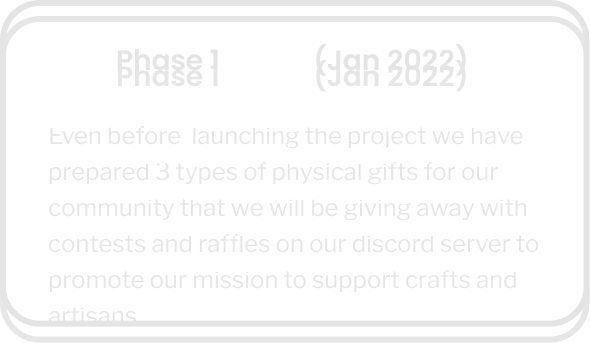 Phase 1 (Jan 2022)
Even before launching the project we have
prepared 3 types of physical gifts for our
community that we will be giving away with
contests and raffles on our discord server to
promote our mission to support crafts and
artisans